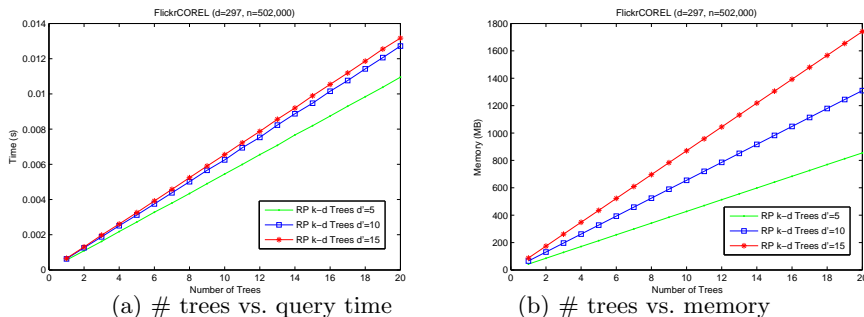 FlickrCOREL (d=297, n=502,000)
0.014
0.012
0.01
0.008
0.006
0.004
0.002
0
Time (s)
0 2 4 6 8 10 12 14 16 18 20
Number of Trees
RP k−d Trees d'=5
RP k−d Trees d'=10
RP k−d Trees d'=15
(a) # trees vs. query time
FlickrCOREL (d=297, n=502,000)
1800
1600
1400
1200
1000
800
600
400
200
0
Memory (MB)
0 2 4 6 8 10 12 14 16 18 20
Number of Trees
RP k−d Trees d'=5
RP k−d Trees d'=10
RP k−d Trees d'=15
(b) # trees vs. memory